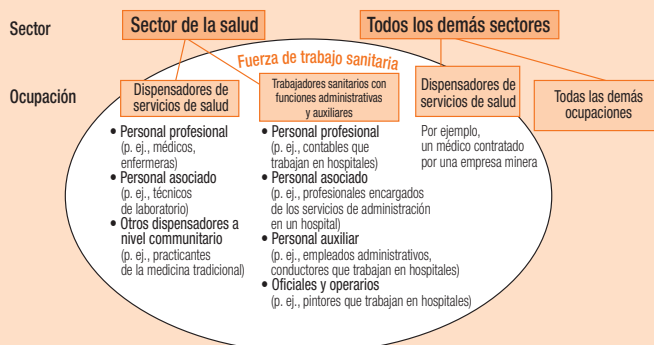 Sector
Sector de la salud
Todos los demás sectores
Fuerza de trabajo sanitaria
Ocupación
Dispensadores de
servicios de salud
Trabajadores sanitarios con
funciones administrativas
y auxiliares
Dispensadores de
servicios de salud
Todas las demás
ocupaciones
• Personal profesional
(p. ej., médicos,
enfermeras)
• Personal asociado
(p. ej., técnicos
de laboratorio)
• Otros dispensadores a
nivel communitario
(p. ej., practicantes
de la medicina tradicional)
• Personal profesional
(p. ej., contables que
trabajan en hospitales)
• Personal asociado
(p. ej., profesionales encargados
de los servicios de administración
en un hospital)
• Personal auxiliar
(p. ej., empleados administrativos,
conductores que trabajan en hospitales)
• Oficiales y operarios
(p. ej., pintores que trabajan en hospitales)
Por ejemplo,
un médico contratado
por una empresa minera